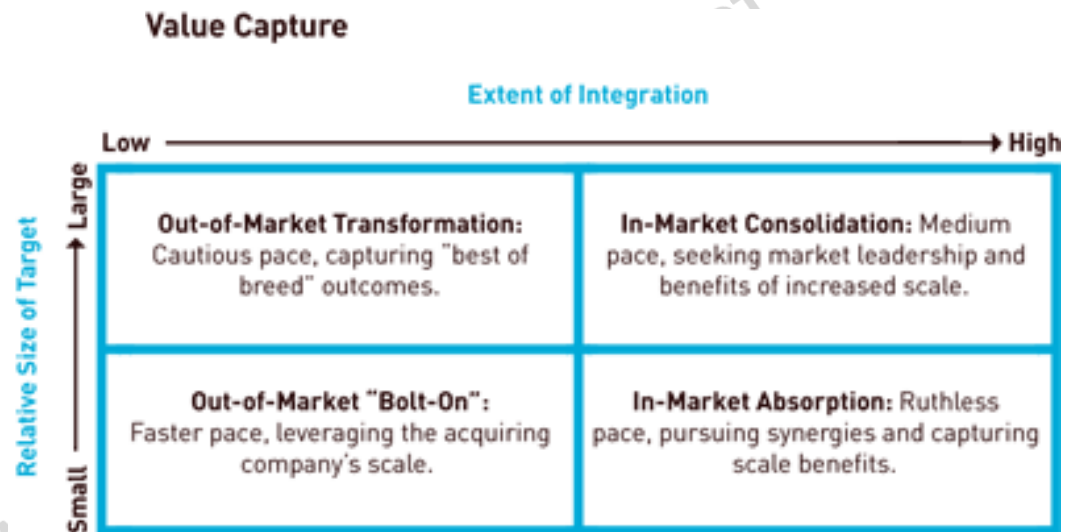 Value Capture
Extent of Integration
Low
High
Relative Size of Target
Large
Small
Out-of-Market Transformation:
Cautious pace, capturing "best of
breed" outcomes.
In-Market Consolidation: Medium
pace, seeking market leadership and
benefits of increased scale.
Out-of-Market "Bolt-On":
Faster pace, leveraging the acquiring
company's scale.
In-Market Absorption: Ruthless
pace, pursuing synergies and capturing
scale benefits.